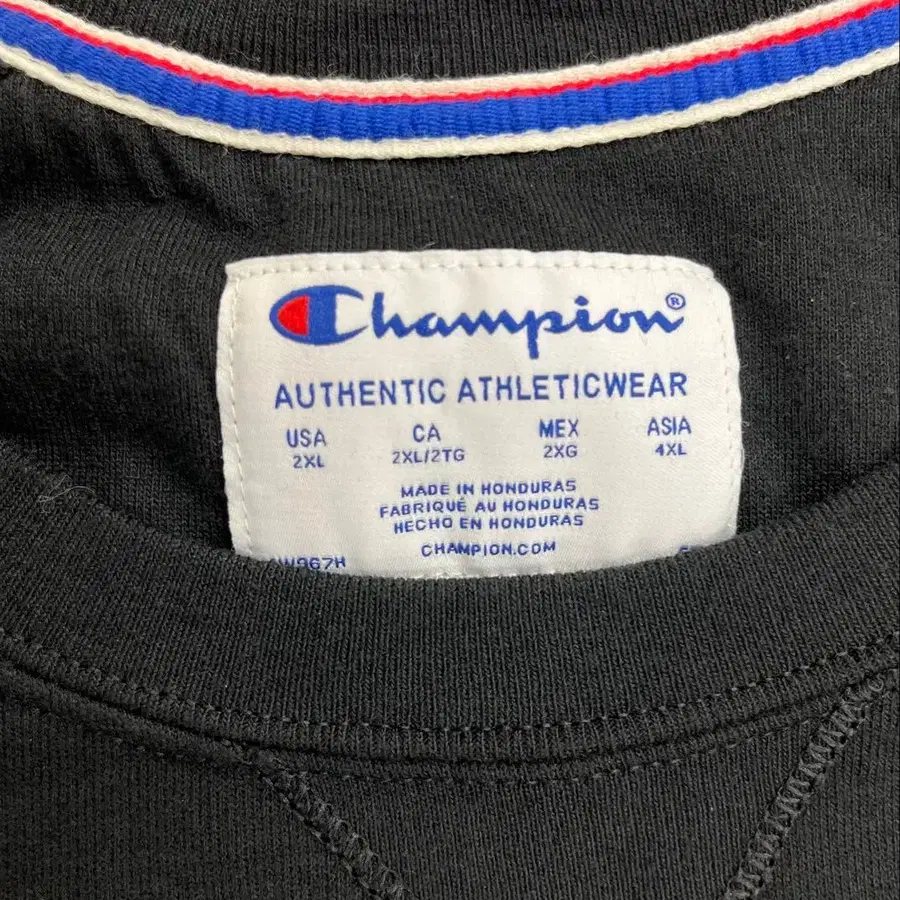 Champion®
AUTHENTIC ATHLETICWEAR
USA CA MEX ASIA
2XL 2XL/2TG 2XG 4XL
MADE IN HONDURAS
FABRIQUÉ AU HONDURAS
HECHO EN HONDURAS
CHAMPION.COM